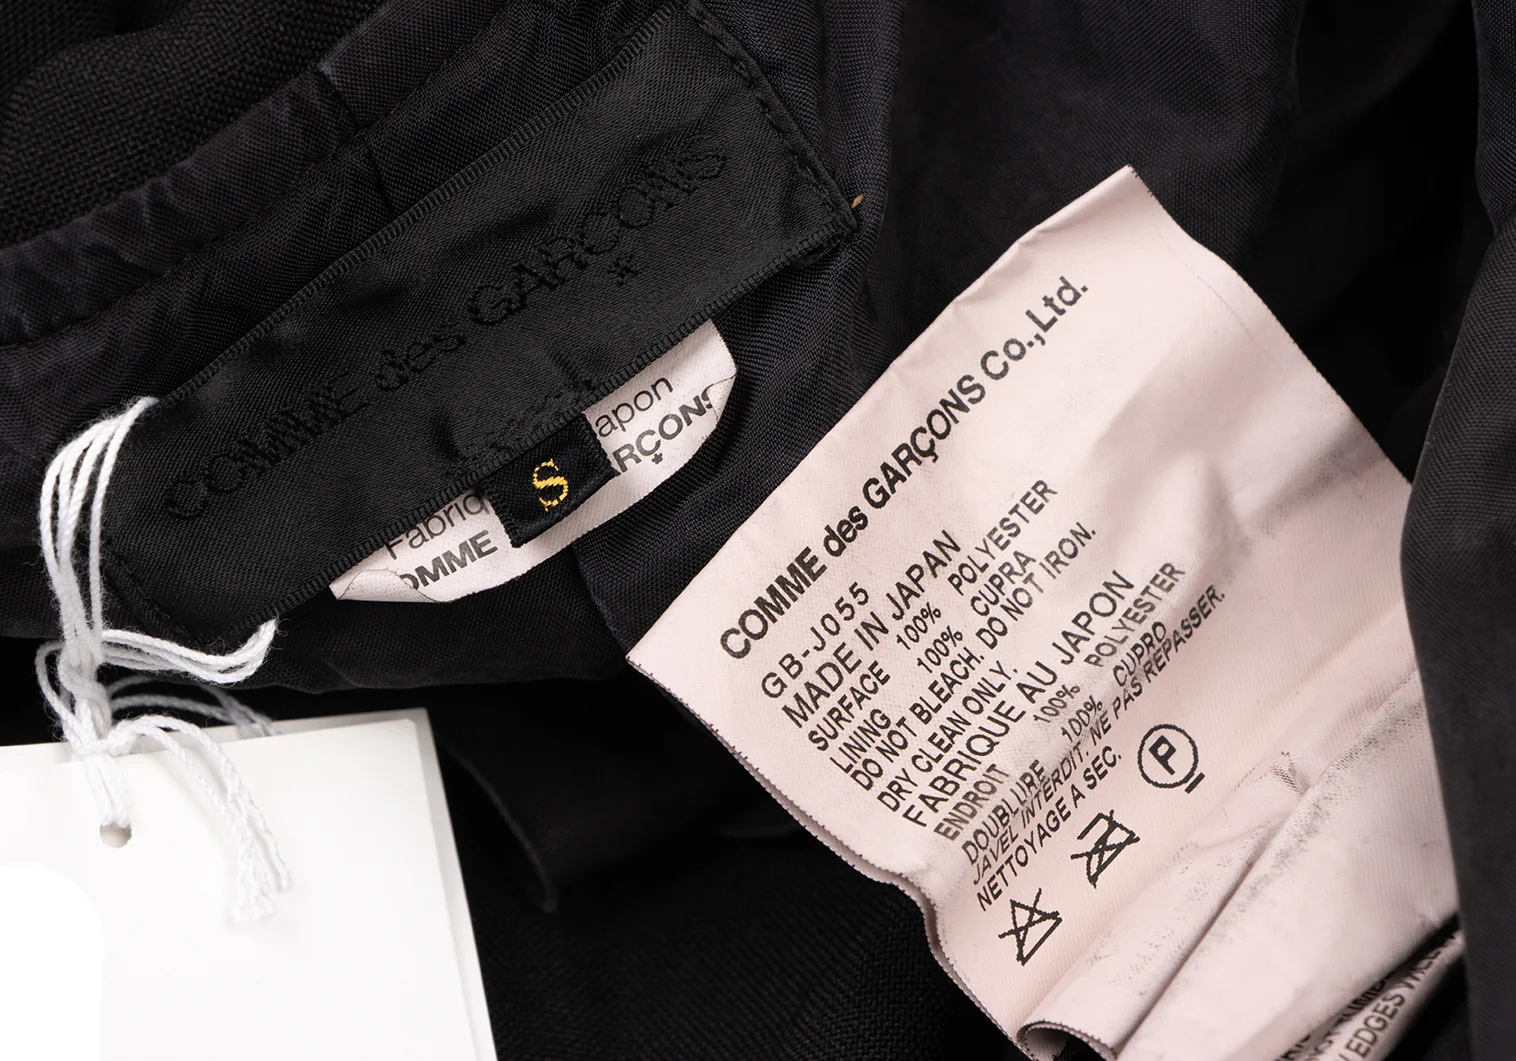 COMME des GARÇONS
Fabriq
apon
OMME
RÇONS
S
COMME des GARÇONS Co.,Ltd.
GB-J055
MADE IN JAPAN
SURFACE 100% POLYESTER
LINING 100% CUPRA
DO NOT BLEACH. DO NOT IRON.
DRY CLEAN ONLY.
FABRIQUE AU JAPON
ENDROIT 100% POLYESTER
DOUBLURE 100% CUPRO
JAVEL INTERDIT. NE PAS REPASSER.
NETTOYAGE A SEC.
P
EDGES